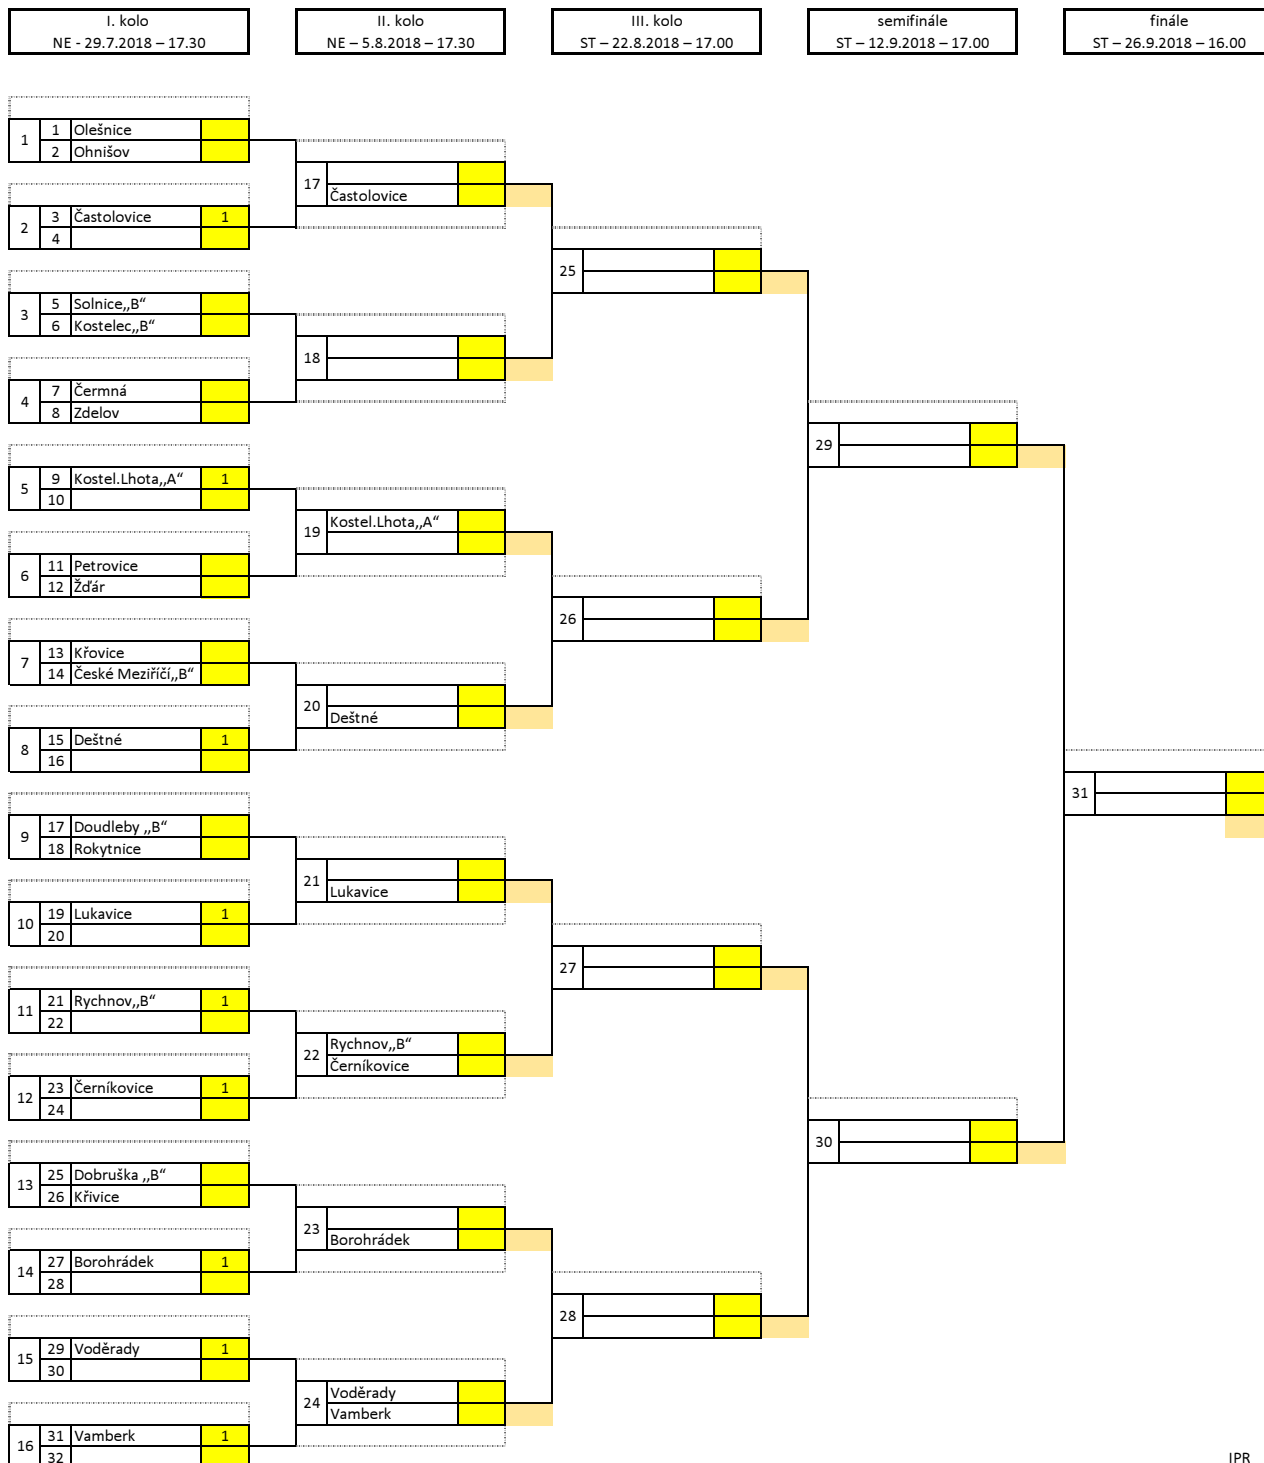 I. kolo
NE - 29.7.2018 – 17.30
II. kolo
NE – 5.8.2018 – 17.30
III. kolo
ST – 22.8.2018 – 17.00
semifinále
ST – 12.9.2018 – 17.00
finále
ST – 26.9.2018 – 16.00
1
1 Olešnice
2 Ohnišov
2
3 Častolovice 1
4
3
5 Solnice„B“
6 Kostelec„B“
4
7 Čermná
8 Zdelov
5
9 Kostel.Lhota„A“ 1
10
6
11 Petrovice
12 Žďár
7
13 Křovice
14 České Meziříčí„B“
8
15 Deštné 1
16
9
17 Doudleby „B“
18 Rokytnice
10
19 Lukavice 1
20
11
21 Rychnov„B“ 1
22
12
23 Černíkovice 1
24
13
25 Dobruška „B“
26 Křivice
14
27 Borohrádek 1
28
15
29 Voděrady 1
30
16
31 Vamberk 1
32
17
Častolovice
18
19
Kostel.Lhota„A“
20
Deštné
21
Lukavice
22
Rychnov„B“
Černíkovice
23
Borohrádek
24
Voděrady
Vamberk
25
26
27
28
29
30
31
IPR